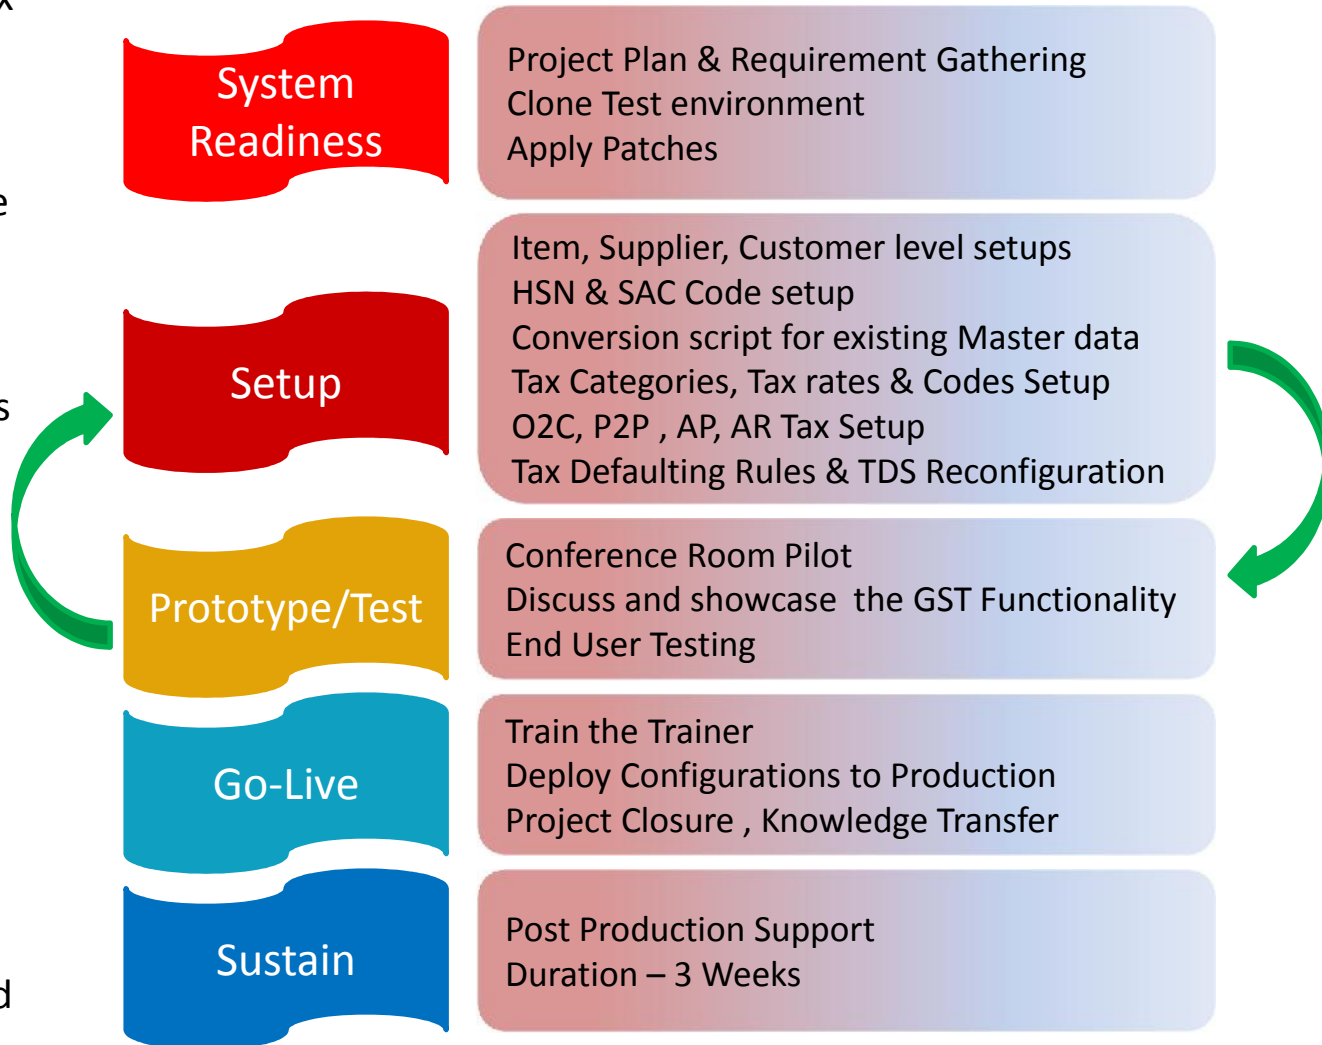 x
System
Readiness
Project Plan & Requirement Gathering
Clone Test environment
Apply Patches
e
Setup
Item, Supplier, Customer level setups
HSN & SAC Code setup
Conversion script for existing Master data
Tax Categories, Tax rates & Codes Setup
O2C, P2P , AP, AR Tax Setup
Tax Defaulting Rules & TDS Reconfiguration
s
Prototype/Test
Conference Room Pilot
Discuss and showcase the GST Functionality
End User Testing
Go-Live
Train the Trainer
Deploy Configurations to Production
Project Closure , Knowledge Transfer
Sustain
Post Production Support
Duration – 3 Weeks
d